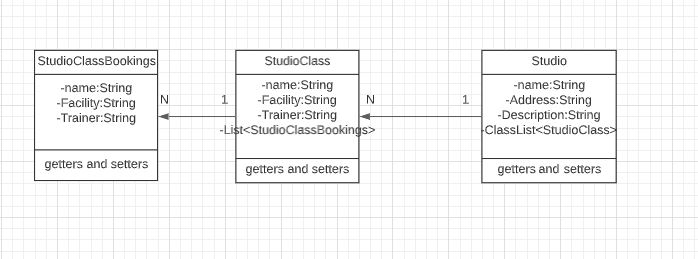 StudioClassBookings
-name:String
-Facility:String
-Trainer:String
getters and setters
N
1
StudioClass
-name:String
-Facility:String
-Trainer:String
-List<StudioClassBookings>
getters and setters
N
1
Studio
-name:String
-Address:String
-Description:String
-ClassList<StudioClass>
getters and setters